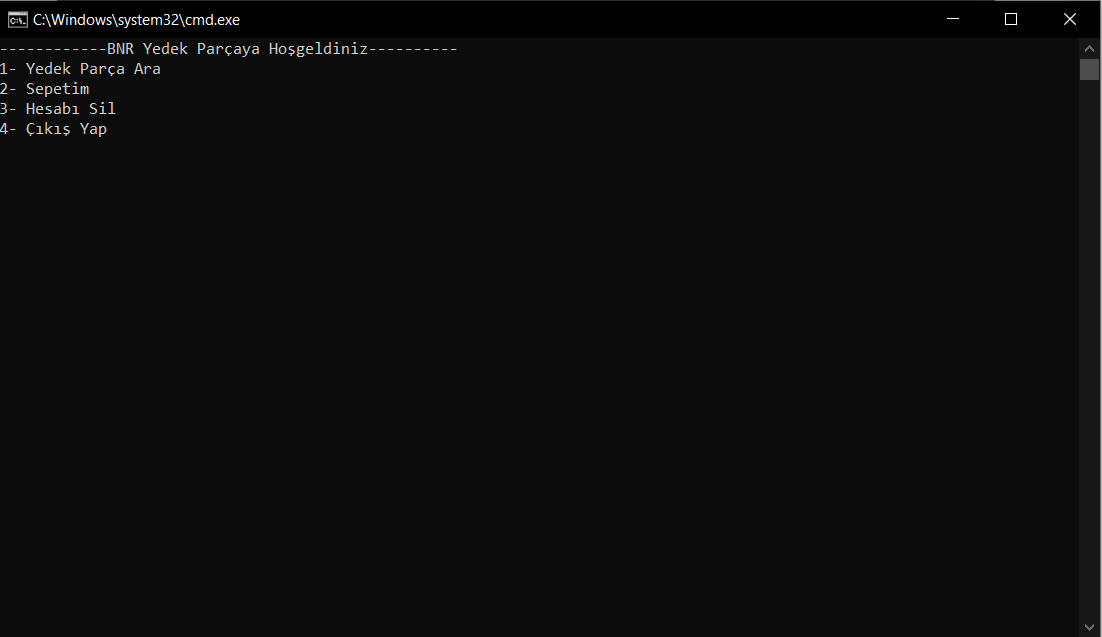 C:\Windows\system32\cmd.exe
------------BNR Yedek Parçaya Hoşgeldiniz----------
1- Yedek Parça Ara
2- Sepetim
3- Hesabı Sil
4- Çıkış Yap